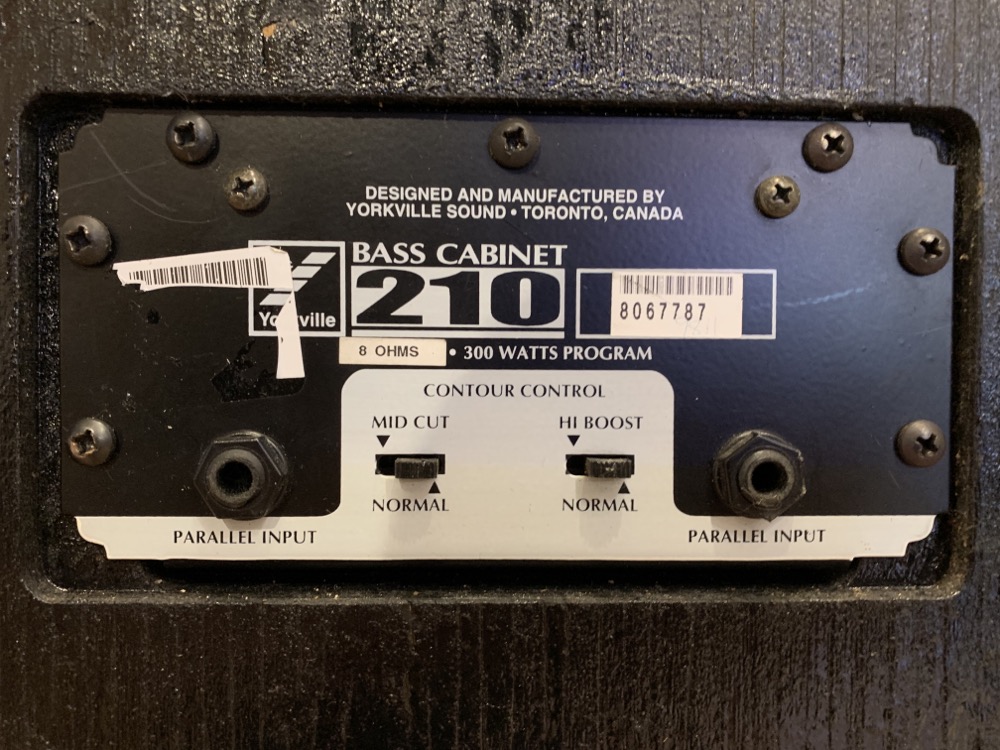 DESIGNED AND MANUFACTURED BY
YORKVILLE SOUND • TORONTO, CANADA
Yorkville
BASS CABINET
210
8067787
8 OHMS • 300 WATTS PROGRAM
CONTOUR CONTROL
MID CUT
HI BOOST
NORMAL
NORMAL
PARALLEL INPUT
PARALLEL INPUT